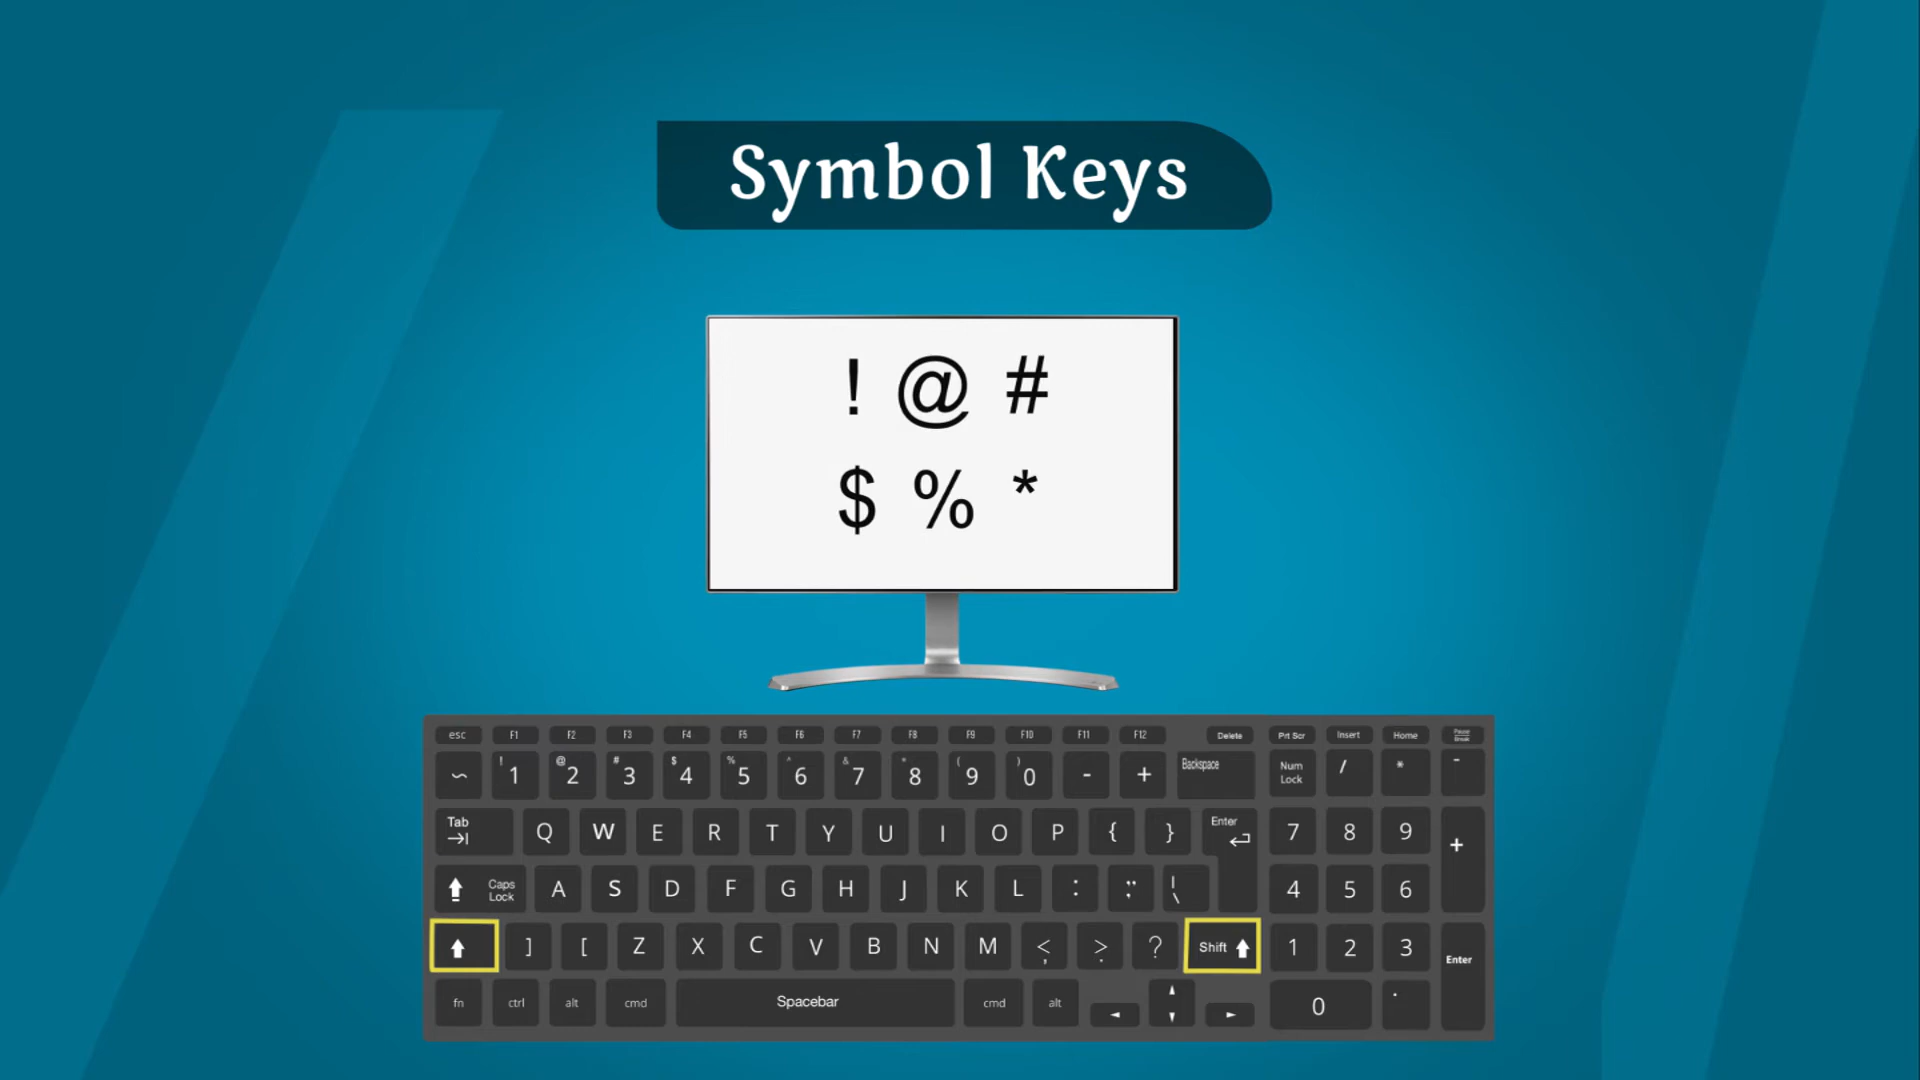 Symbol Keys
! @ #
$ % *
esc F1 F2 F3 F4 F5 F6 F7 F8 F9 F10 F11 F12 Delete Prt Scr Insert Home Pause Break
~ ! 1 @ 2 # 3 $ 4 % 5 ^ 6 & 7 * 8 ( 9 ) 0 - + Backspace Num Lock / * -
Tab Q W E R T Y U I O P { } Enter 7 8 9 +
Caps Lock A S D F G H J K L : " ; | \ 4 5 6
] [ Z X C V B N M < , > . ? Shift 1 2 3 Enter
fn ctrl alt cmd Spacebar cmd alt 0 .